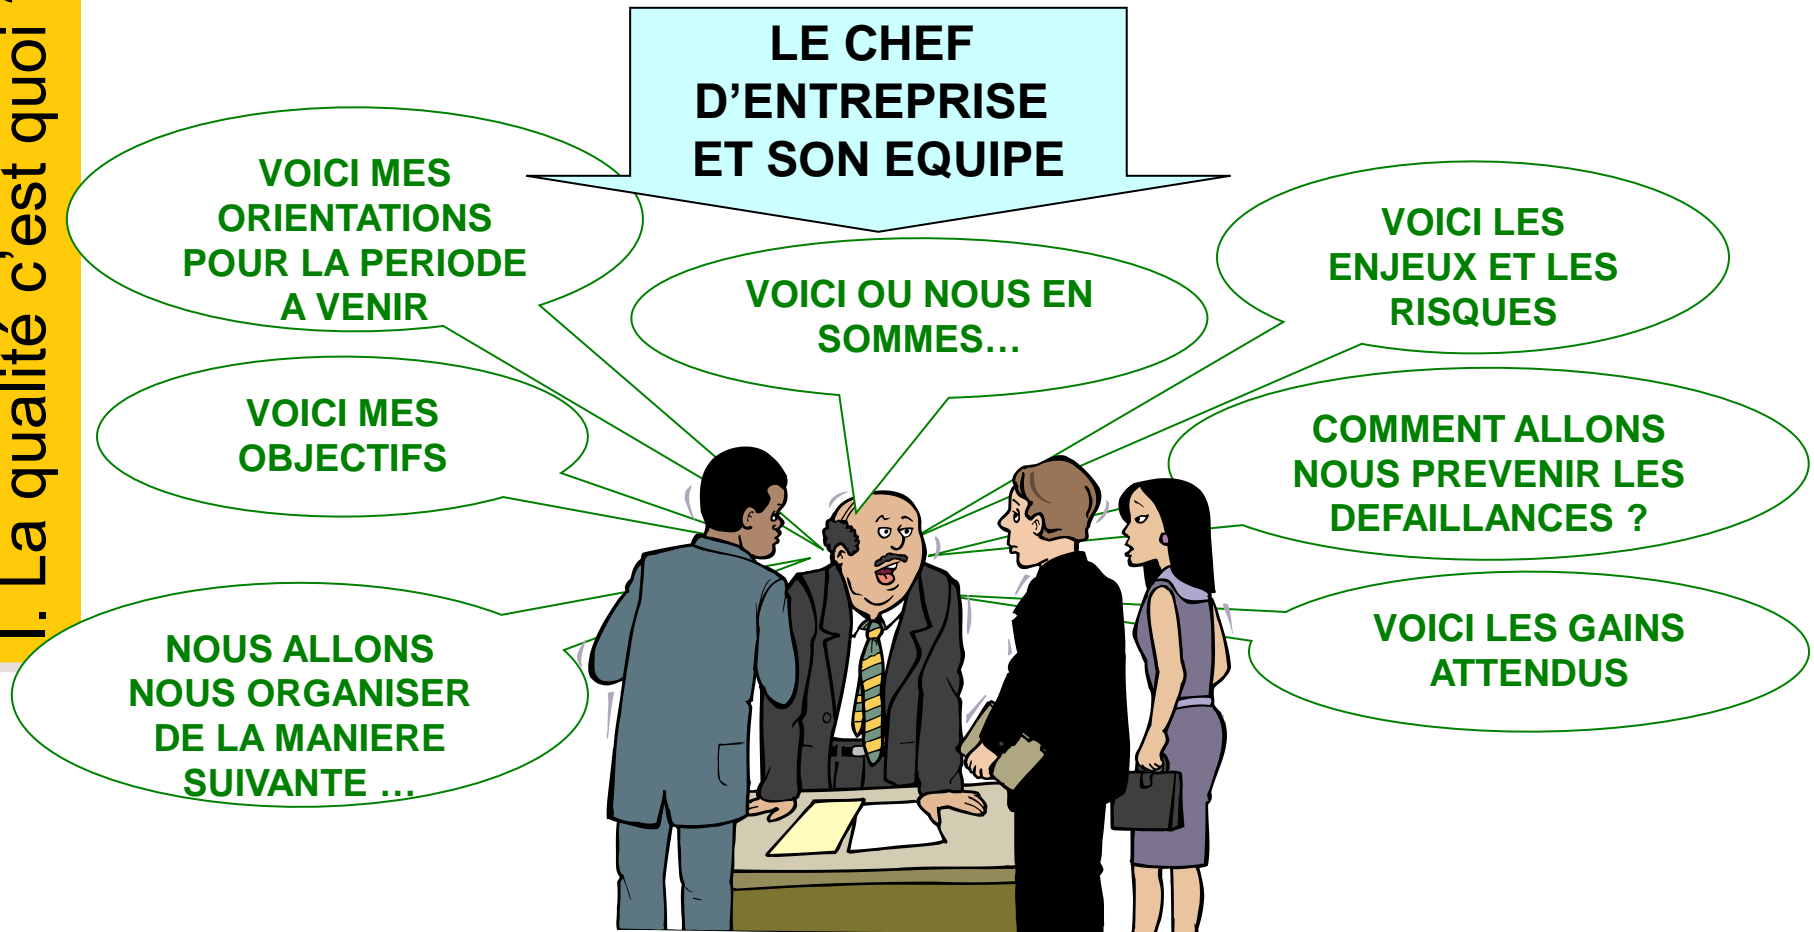 I. La qualité c'est quoi ?
LE CHEF
D’ENTREPRISE
ET SON EQUIPE
VOICI MES
ORIENTATIONS
POUR LA PERIODE
A VENIR
VOICI OU NOUS EN
SOMMES…
VOICI LES
ENJEUX ET LES
RISQUES
VOICI MES
OBJECTIFS
COMMENT ALLONS
NOUS PREVENIR LES
DEFAILLANCES ?
NOUS ALLONS
NOUS ORGANISER
DE LA MANIERE
SUIVANTE …
VOICI LES GAINS
ATTENDUS